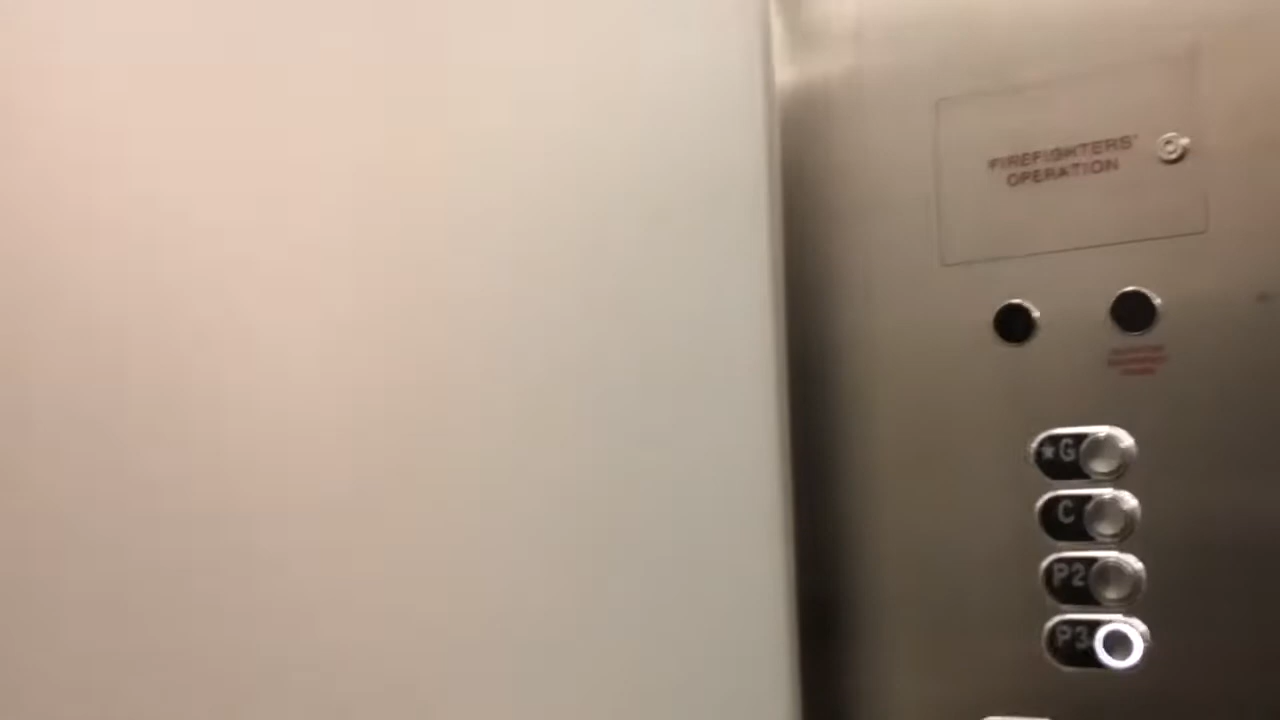 FIREFIGHTERS'
OPERATION
★G
C
P2
P3